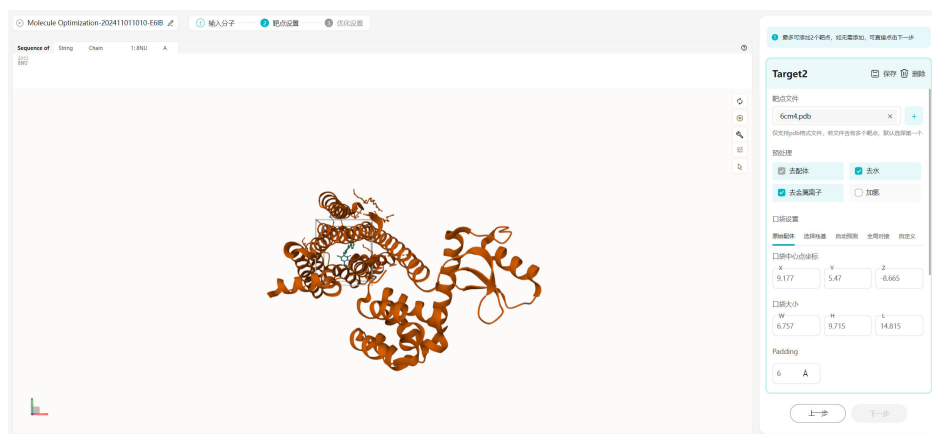 Molecule Optimization-202411011010-E6IB
1 输入分子 2 靶点设置 3 优化设置
Sequence of String Chain 1: 8NU A
2001
8NU
最多可添加2个靶点，如无需添加，可直接点击下一步
Target2 保存 删除
靶点文件
6cm4.pdb × +
仅支持pdb格式文件，若文件含有多个靶点，默认选择第一个
预处理
去配体 去水
去金属离子 加氢
口袋设置
原始配体 选择残基 自动预测 全局对接 自定义
口袋中心点坐标
X Y Z
9.177 5.47 -8.665
口袋大小
W H L
6.757 9.715 14.815
Padding
6 Å
上一步 下一步